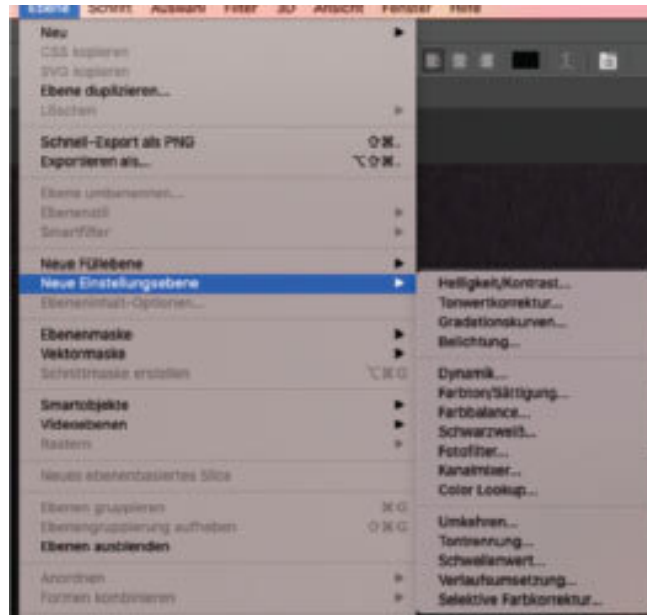 Ebene Schrift Auswahl Filter 3D Ansicht Fenster Hilfe
Neu
CSS kopieren
SVG kopieren
Ebene duplizieren...
Löschen
Schnell-Export als PNG ⇧⌘.
Exportieren als... ⌥⇧⌘.
Ebene umbenennen...
Ebenenstil
Smartfilter
Neue Füllebene
Neue Einstellungsebene
Ebeneninhalt-Optionen...
Ebenenmaske
Vektormaske
Schnittmaske erstellen ⌥⌘G
Smartobjekte
Videoebenen
Rastern
Neues ebenenbasiertes Slice
Ebenen gruppieren ⌘G
Ebenengruppierung aufheben ⇧⌘G
Ebenen ausblenden
Anordnen
Formen kombinieren
Helligkeit/Kontrast...
Tonwertkorrektur...
Gradationskurven...
Belichtung...
Dynamik...
Farbton/Sättigung...
Farbbalance...
Schwarzweiß...
Fotofilter...
Kanalmixer...
Color Lookup...
Umkehren...
Tontrennung...
Schwellenwert...
Verlaufsumsetzung...
Selektive Farbkorrektur...